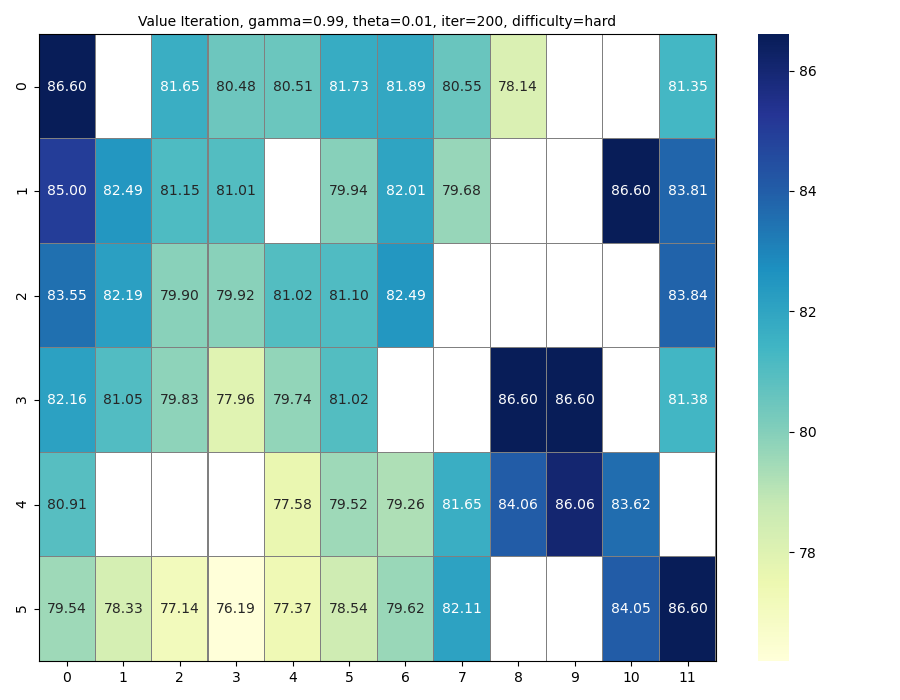 Value Iteration, gamma=0.99, theta=0.01, iter=200, difficulty=hard
0 86.60 81.65 80.48 80.51 81.73 81.89 80.55 78.14 81.35
1 85.00 82.49 81.15 81.01 79.94 82.01 79.68 86.60 83.81
2 83.55 82.19 79.90 79.92 81.02 81.10 82.49 83.84
3 82.16 81.05 79.83 77.96 79.74 81.02 86.60 86.60 81.38
4 80.91 77.58 79.52 79.26 81.65 84.06 86.06 83.62
5 79.54 78.33 77.14 76.19 77.37 78.54 79.62 82.11 84.05 86.60
0 1 2 3 4 5 6 7 8 9 10 11
86
84
82
80
78